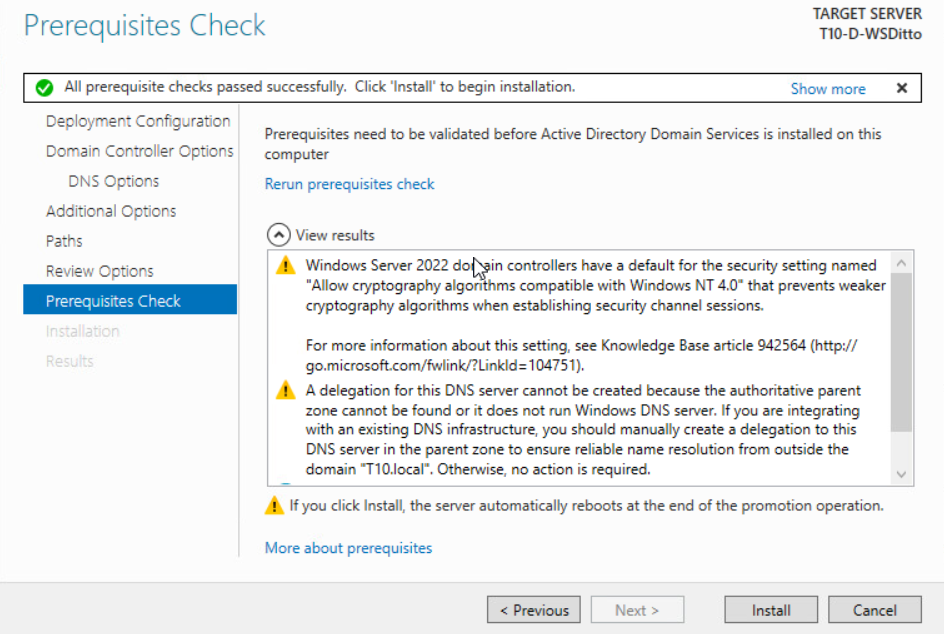 Prerequisites Check
TARGET SERVER
T10-D-WSDitto
All prerequisite checks passed successfully. Click 'Install' to begin installation.
Show more
Deployment Configuration
Domain Controller Options
DNS Options
Additional Options
Paths
Review Options
Prerequisites Check
Installation
Results
Prerequisites need to be validated before Active Directory Domain Services is installed on this
computer
Rerun prerequisites check
View results
Windows Server 2022 domain controllers have a default for the security setting named
"Allow cryptography algorithms compatible with Windows NT 4.0" that prevents weaker
cryptography algorithms when establishing security channel sessions.
For more information about this setting, see Knowledge Base article 942564 (http://
go.microsoft.com/fwlink/?LinkId=104751).
A delegation for this DNS server cannot be created because the authoritative parent
zone cannot be found or it does not run Windows DNS server. If you are integrating
with an existing DNS infrastructure, you should manually create a delegation to this
DNS server in the parent zone to ensure reliable name resolution from outside the
domain "T10.local". Otherwise, no action is required.
If you click Install, the server automatically reboots at the end of the promotion operation.
More about prerequisites
< Previous
Next >
Install
Cancel